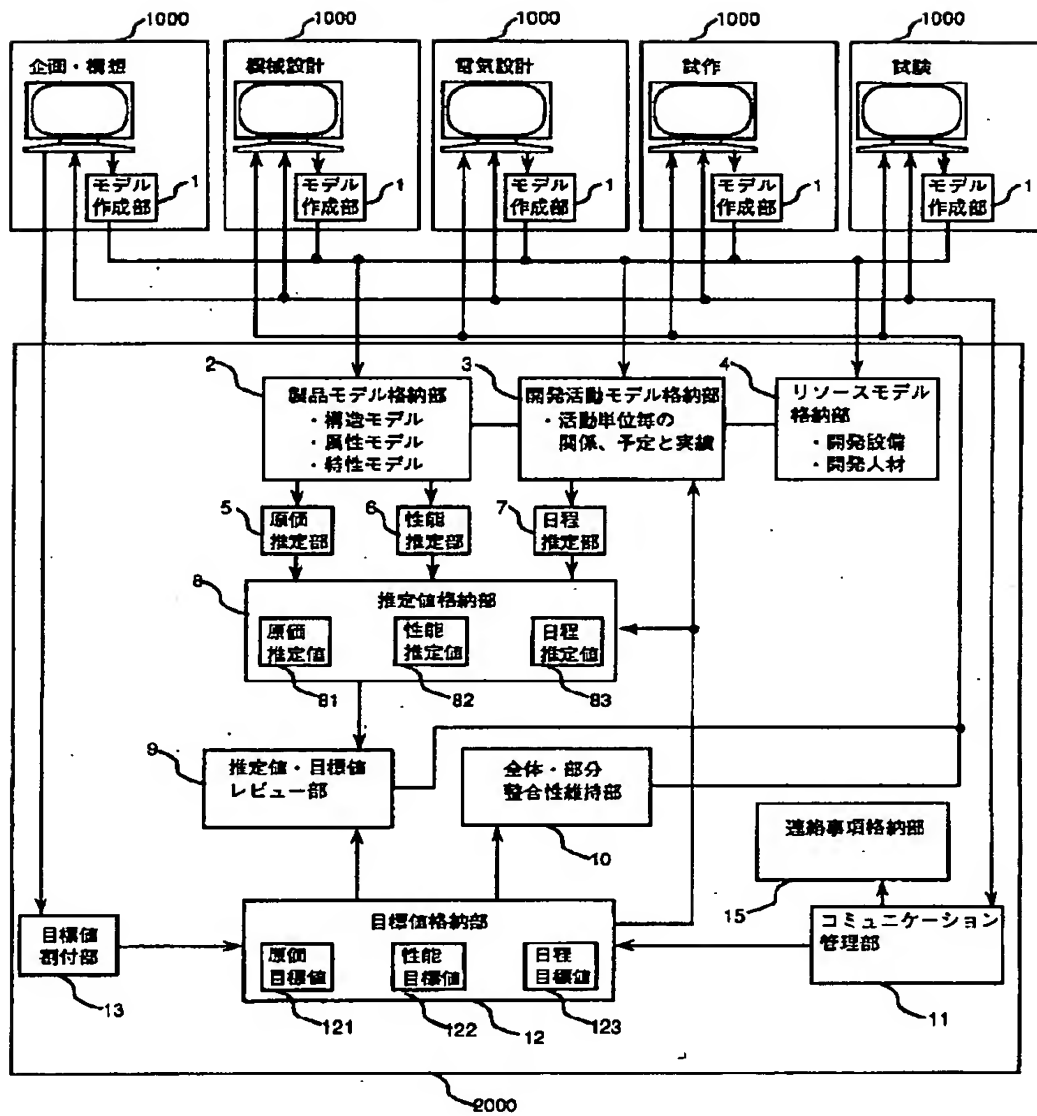 1000
1000
1000
1000
1000
企画・構想
機械設計
電気設計
試作
試験
モデル
作成部
1
モデル
作成部
1
モデル
作成部
1
モデル
作成部
1
モデル
作成部
1
2
製品モデル格納部
・構造モデル
・属性モデル
・特性モデル
3
開発活動モデル格納部
・活動単位毎の
関係、予定と実績
4
リソースモデル
格納部
・開発設備
・開発人材
5
原価
推定部
6
性能
推定部
7
日程
推定部
8
推定値格納部
原価
推定値
性能
推定値
日程
推定値
81
82
83
9
推定値・目標値
レビュー部
全体・部分
整合性維持部
10
連絡事項格納部
15
目標値
割付部
13
目標値格納部
原価
目標値
性能
目標値
日程
目標値
121
122
12
123
コミュニケーション
管理部
11
2000